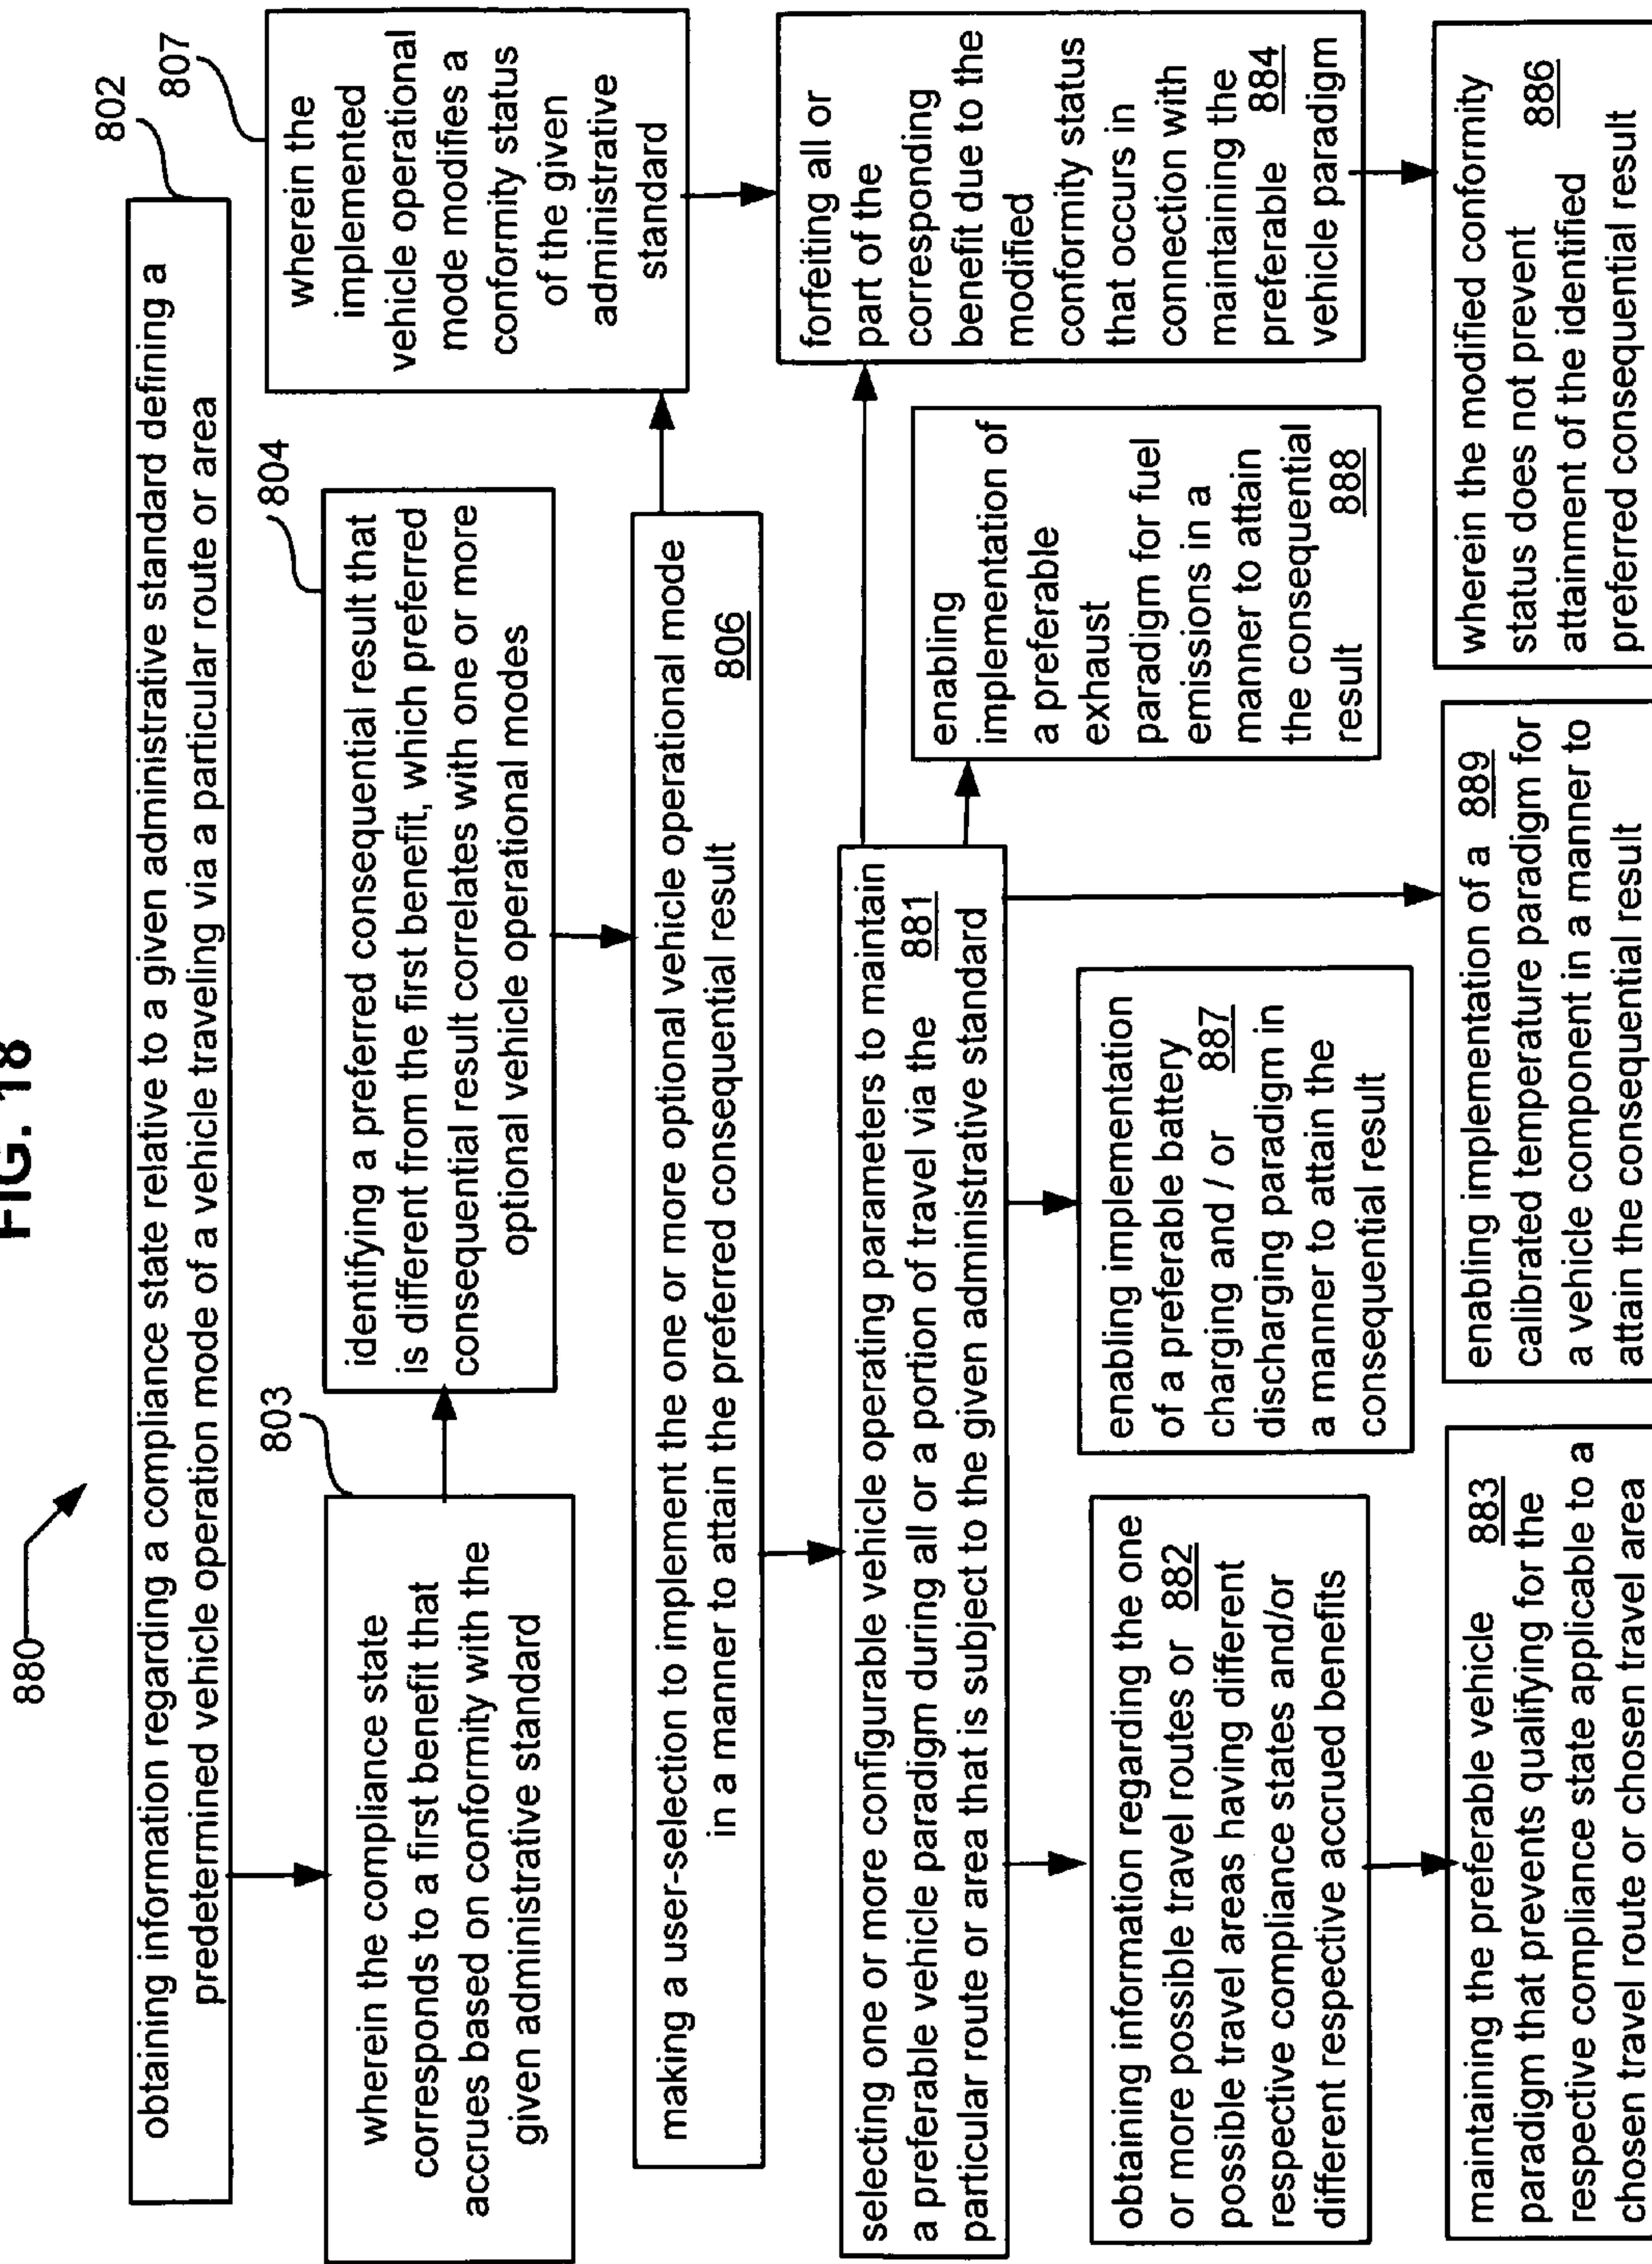 FIG. 18
880
802
obtaining information regarding a compliance state relative to a given administrative standard defining a
predetermined vehicle operation mode of a vehicle traveling via a particular route or area
803
wherein the compliance state
corresponds to a first benefit that
accrues based on conformity with the
given administrative standard
804
identifying a preferred consequential result that
is different from the first benefit, which preferred
consequential result correlates with one or more
optional vehicle operational modes
807
wherein the
implemented
vehicle operational
mode modifies a
conformity status
of the given
administrative
standard
making a user-selection to implement the one or more optional vehicle operational mode
in a manner to attain the preferred consequential result 806
selecting one or more configurable vehicle operating parameters to maintain
a preferable vehicle paradigm during all or a portion of travel via the 881
particular route or area that is subject to the given administrative standard
forfeiting all or
part of the
corresponding
benefit due to the
modified
conformity status
that occurs in
connection with
maintaining the
preferable 884
vehicle paradigm
obtaining information regarding the one
or more possible travel routes or 882
possible travel areas having different
respective compliance states and/or
different respective accrued benefits
enabling implementation
of a preferable battery
charging and / or 887
discharging paradigm in
a manner to attain the
consequential result
enabling
implementation of
a preferable
exhaust
paradigm for fuel
emissions in a
manner to attain
the consequential
result 888
maintaining the preferable vehicle 883
paradigm that prevents qualifying for the
respective compliance state applicable to a
chosen travel route or chosen travel area
enabling implementation of a 889
calibrated temperature paradigm for
a vehicle component in a manner to
attain the consequential result
wherein the modified conformity
status does not prevent 886
attainment of the identified
preferred consequential result